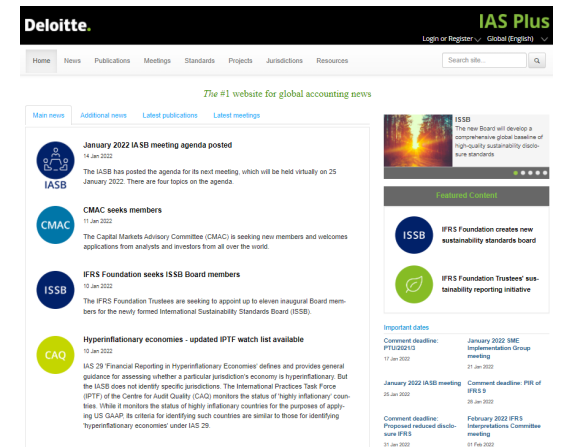 Deloitte.
IAS Plus
Login or Register
Global (English)
Home
News
Publications
Meetings
Standards
Projects
Jurisdictions
Resources
Search site...
The #1 website for global accounting news
Main news
Additional news
Latest publications
Latest meetings
IASB
January 2022 IASB meeting agenda posted
14 Jan 2022
The IASB has posted the agenda for its next meeting, which will be held virtually on 25
January 2022. There are four topics on the agenda.
CMAC
CMAC seeks members
11 Jan 2022
The Capital Markets Advisory Committee (CMAC) is seeking new members and welcomes
applications from analysts and investors from all over the world.
ISSB
IFRS Foundation seeks ISSB Board members
10 Jan 2022
The IFRS Foundation Trustees are seeking to appoint up to eleven inaugural Board mem-
bers for the newly formed International Sustainability Standards Board (ISSB).
CAQ
Hyperinflationary economies - updated IPTF watch list available
10 Jan 2022
IAS 29 'Financial Reporting in Hyperinflationary Economies' defines and provides general
guidance for assessing whether a particular jurisdiction's economy is hyperinflationary. But
the IASB does not identify specific jurisdictions. The International Practices Task Force
(IPTF) of the Centre for Audit Quality (CAQ) monitors the status of 'highly inflationary' coun-
tries. While it monitors the status of highly inflationary countries for the purposes of apply-
ing US GAAP, its criteria for identifying such countries are similar to those for identifying
'hyperinflationary economies' under IAS 29.
ISSB
The new Board will develop a
comprehensive global baseline of
high-quality sustainability disclo-
sure standards
Featured Content
ISSB
IFRS Foundation creates new
sustainability standards board
IFRS Foundation Trustees' sus-
tainability reporting initiative
Important dates
Comment deadline:
PTU/2021/3
17 Jan 2022
January 2022 SME
Implementation Group
meeting
21 Jan 2022
January 2022 IASB meeting
25 Jan 2022
Comment deadline: PIR of
IFRS 9
28 Jan 2022
Comment deadline:
Proposed reduced disclo-
sure IFRS
31 Jan 2022
February 2022 IFRS
Interpretations Committee
meeting
01 Feb 2022